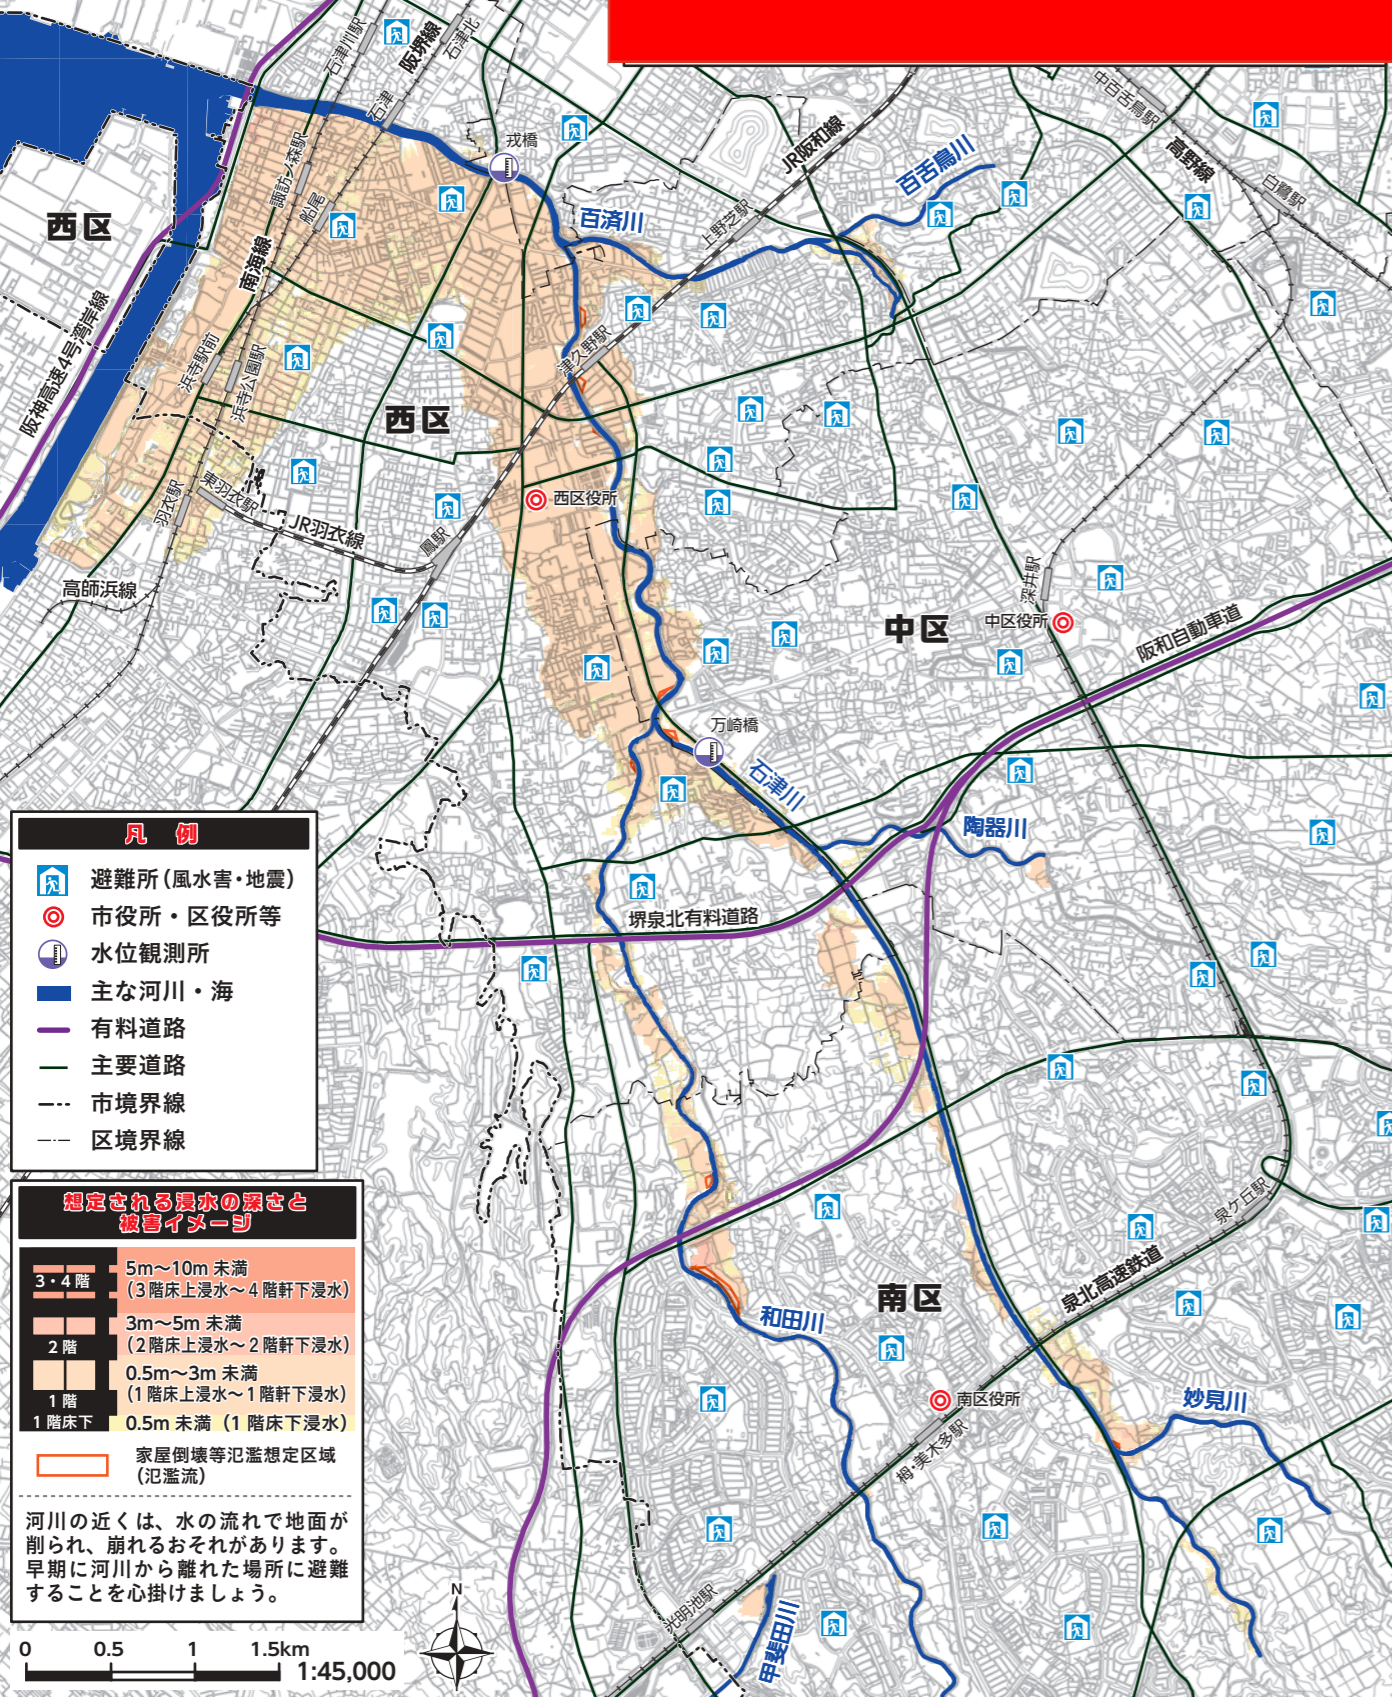 石津川駅
阪堺線
石津北
石津
戎橋
中百舌鳥駅
JR阪和線
百舌鳥川
高野線
白鷺駅
諏訪ノ森駅
船尾
百済川
上野芝駅
西区
南海線
阪神高速4号湾岸線
浜寺駅前
浜寺公園駅
津久野駅
西区
羽衣駅
東羽衣駅
JR羽衣線
鳳駅
西区役所
高師浜線
深井駅
中区
中区役所
阪和自動車道
万崎橋
石津川
陶器川
堺泉北有料道路
凡 例
避難所(風水害・地震)
市役所・区役所等
水位観測所
主な河川・海
有料道路
主要道路
市境界線
区境界線
泉ケ丘駅
泉北高速鉄道
南区
和田川
南区役所
栂・美木多駅
妙見川
光明池駅
甲斐田川
想定される浸水の深さと
被害イメージ
3・4 階
5m〜10m 未満
(3階床上浸水〜4階軒下浸水)
2 階
3m〜5m 未満
(2階床上浸水〜2階軒下浸水)
1 階
0.5m〜3m 未満
(1階床上浸水〜1階軒下浸水)
1 階床下
0.5m 未満 (1 階床下浸水)
家屋倒壊等氾濫想定区域
(氾濫流)
河川の近くは、水の流れで地面が
削られ、崩れるおそれがあります。
早期に河川から離れた場所に避難
することを心掛けましょう。
0 0.5 1 1.5km
1:45,000
N